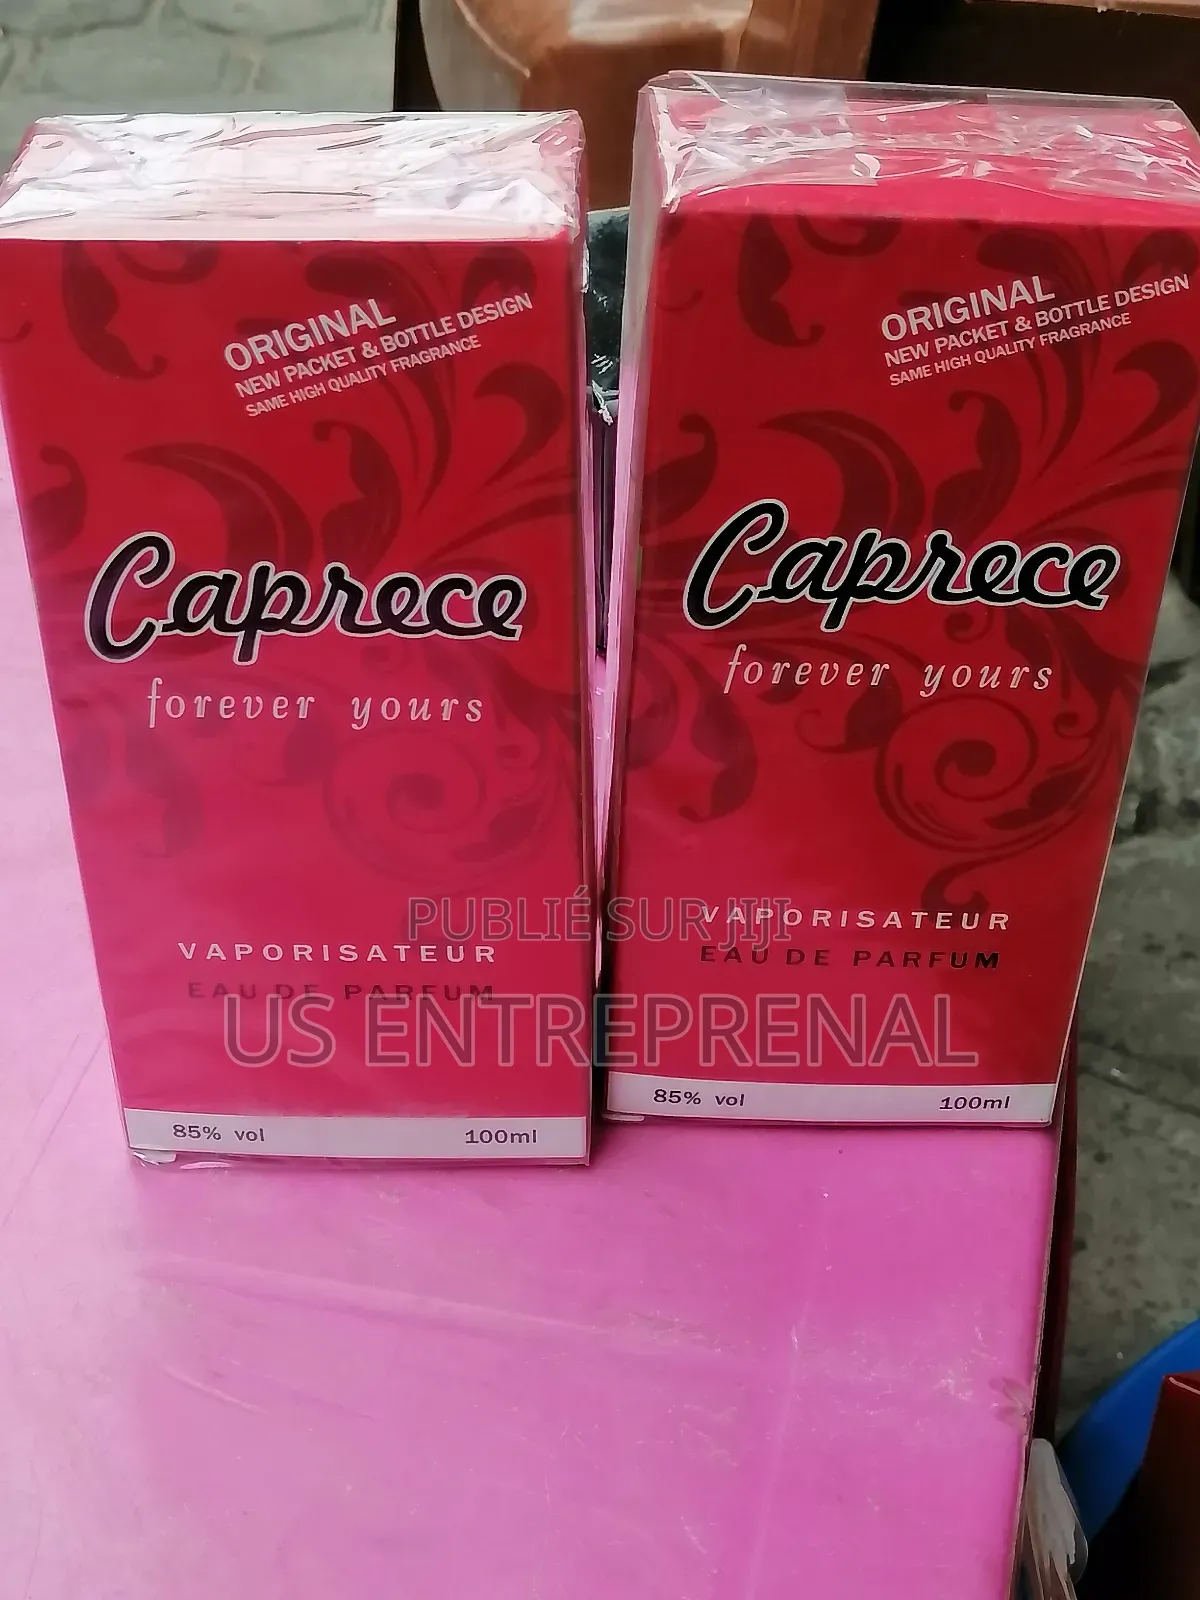 ORIGINAL
NEW PACKET & BOTTLE DESIGN
SAME HIGH QUALITY FRAGRANCE
Caprece
forever yours
VAPORISATEUR
EAU DE PARFUM
85% vol 100ml
ORIGINAL
NEW PACKET & BOTTLE DESIGN
SAME HIGH QUALITY FRAGRANCE
Caprece
forever yours
VAPORISATEUR
EAU DE PARFUM
85% vol 100ml
PUBLIÉ SUR JIJI
US ENTREPRENAL